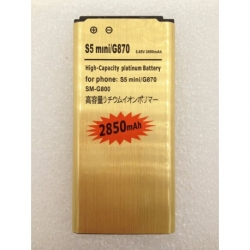 S5 mini/G870
3.85V 2850mAh
High-Capacity platinum Battery
for phone: S5 mini/G870
SM-G800
高容量リチウムイオンポリマー
2850mAh